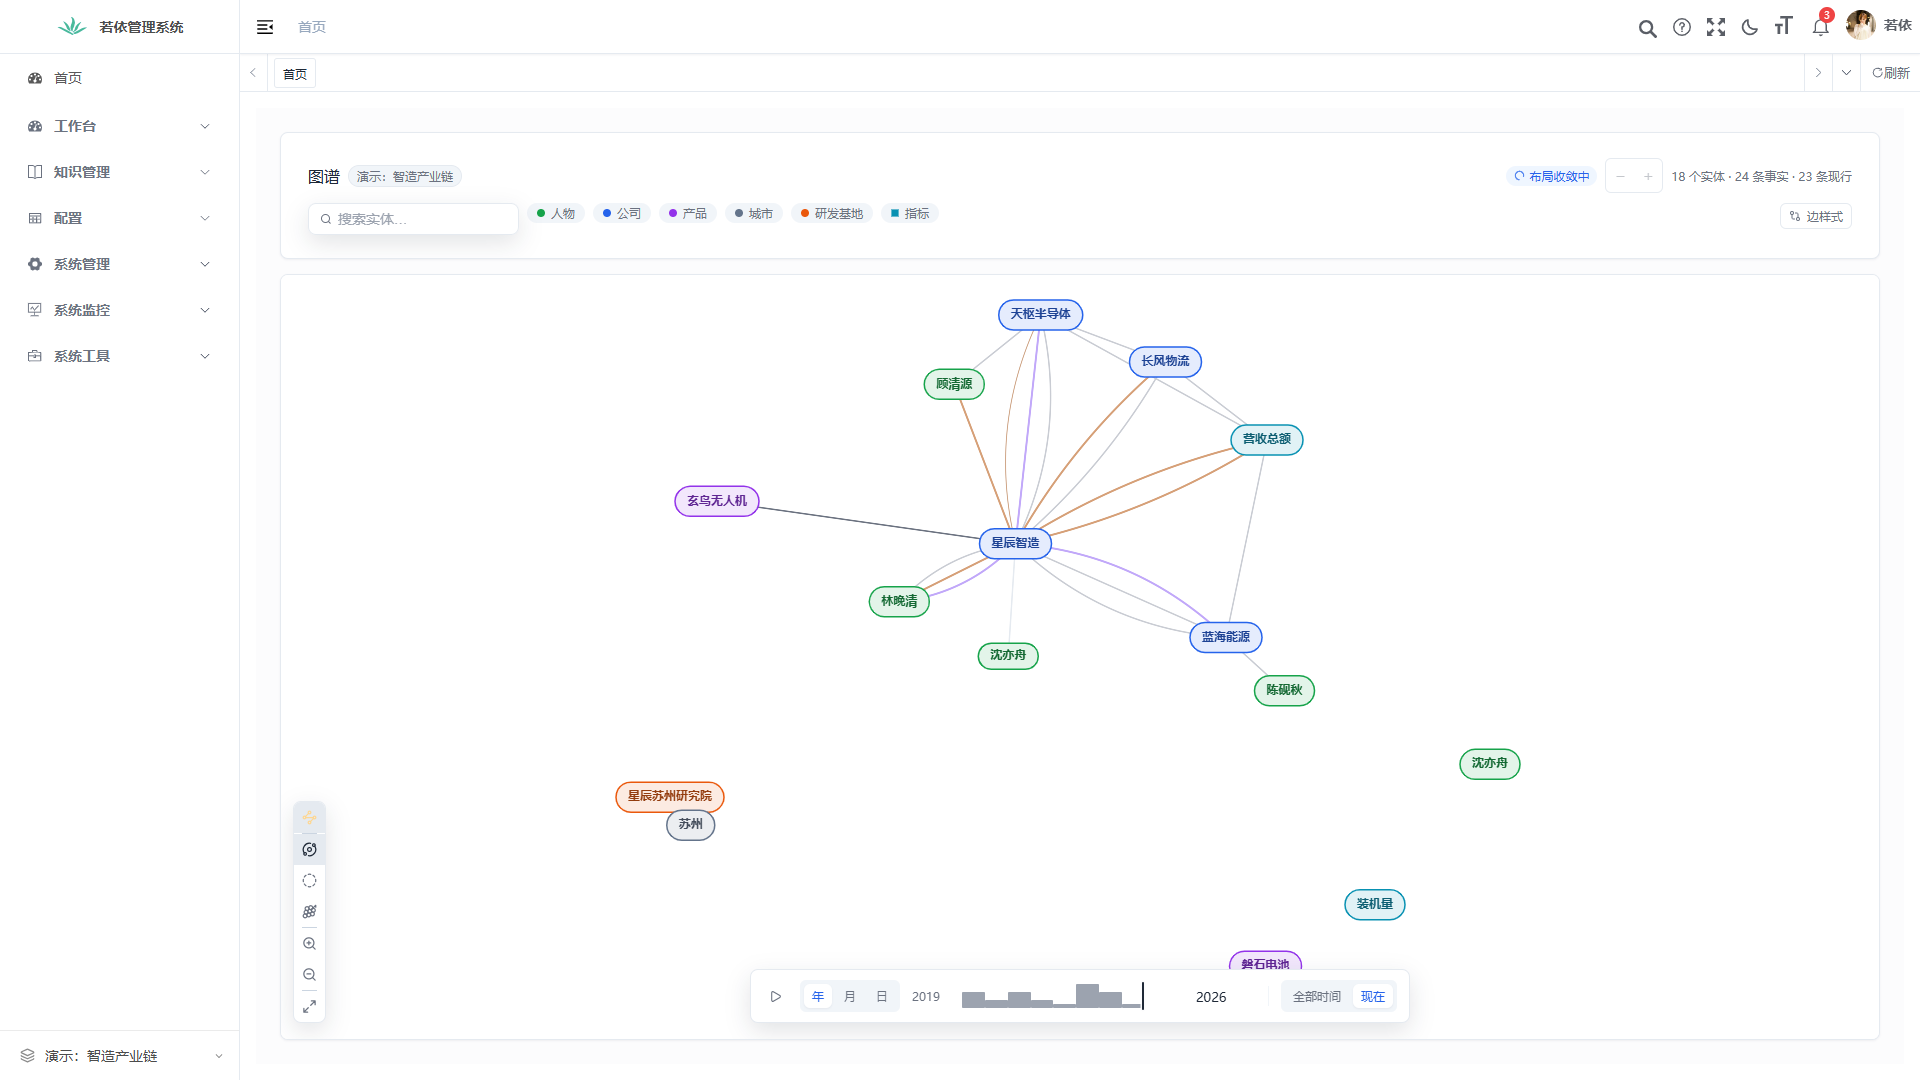 若依管理系统
首页
3
若依
首页
刷新
首页
工作台
知识管理
配置
系统管理
系统监控
系统工具
图谱
演示：智造产业链
布局收敛中
18 个实体 · 24 条事实 · 23 条现行
搜索实体...
人物
公司
产品
城市
研发基地
指标
边样式
天枢半导体
长风物流
顾清源
营收总额
玄鸟无人机
星辰智造
林晚清
蓝海能源
沈亦舟
陈砚秋
沈亦舟
星辰苏州研究院
苏州
装机量
磐石电池
年
月
日
2019
2026
全部时间
现在
演示：智造产业链